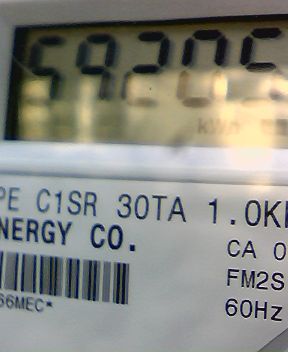 59205
kWh
PE C1SR 30TA 1.0K
NERGY CO.
CA 0
FM2S
66MEC*
60Hz